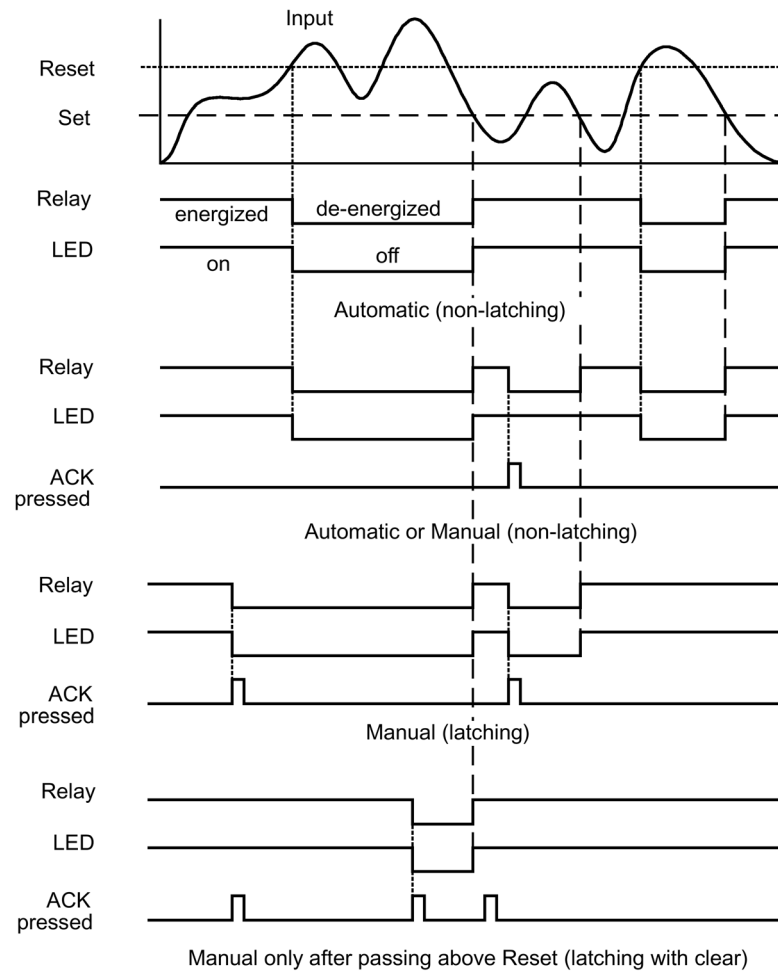 Input
Reset
Set
Relay
energized
de-energized
LED
on
off
Automatic (non-latching)
Relay
LED
ACK
pressed
Automatic or Manual (non-latching)
Relay
LED
ACK
pressed
Manual (latching)
Relay
LED
ACK
pressed
Manual only after passing above Reset (latching with clear)